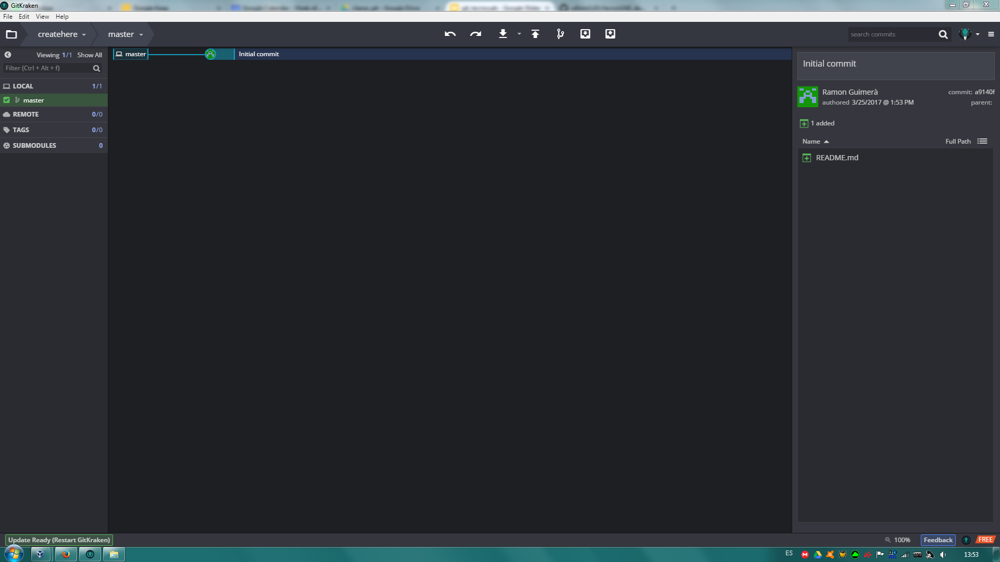 GitKraken
File Edit View Help
createhere master
search commits
Viewing 1/1 Show All
Filter (Ctrl + Alt + f)
LOCAL 1/1
master
REMOTE 0/0
TAGS 0/0
SUBMODULES 0
master Initial commit
Initial commit
Ramon Guimerà commit: a9140f
authored 3/25/2017 @ 1:53 PM parent:
1 added
Name Full Path
README.md
Update Ready (Restart GitKraken) 100% Feedback FREE
ES 13:53